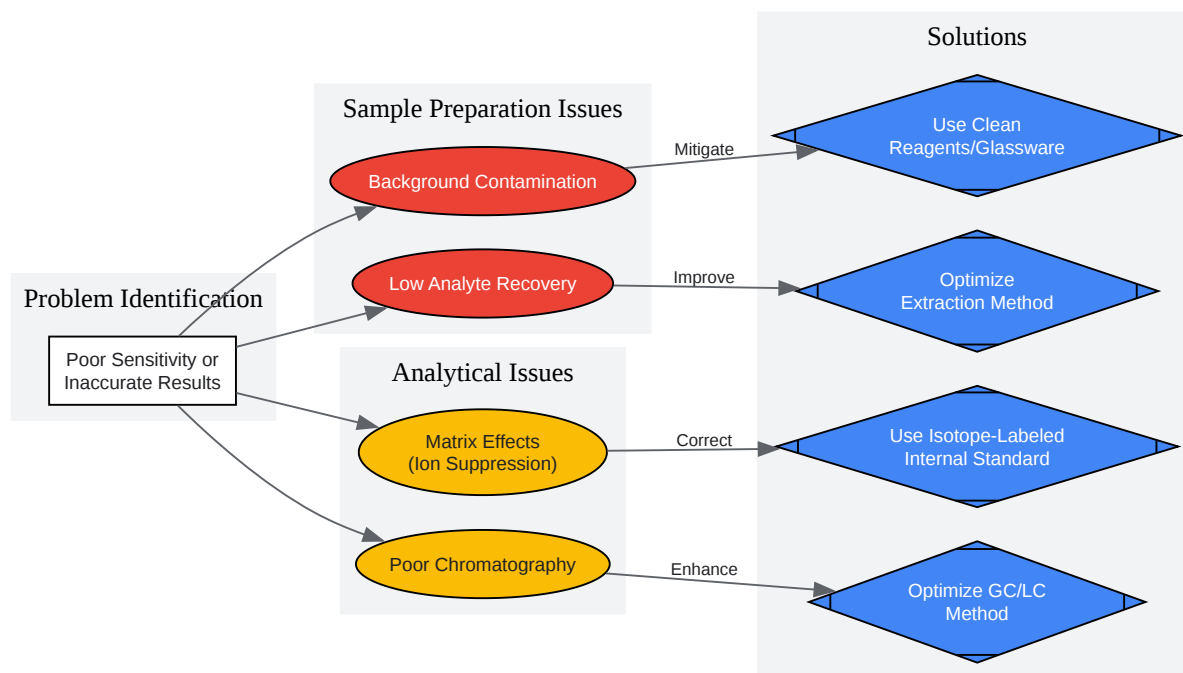 Problem Identification
Poor Sensitivity or
Inaccurate Results
Sample Preparation Issues
Background Contamination
Low Analyte Recovery
Analytical Issues
Matrix Effects
(Ion Suppression)
Poor Chromatography
Mitigate
Improve
Correct
Enhance
Solutions
Use Clean
Reagents/Glassware
Optimize
Extraction Method
Use Isotope-Labeled
Internal Standard
Optimize GC/LC
Method